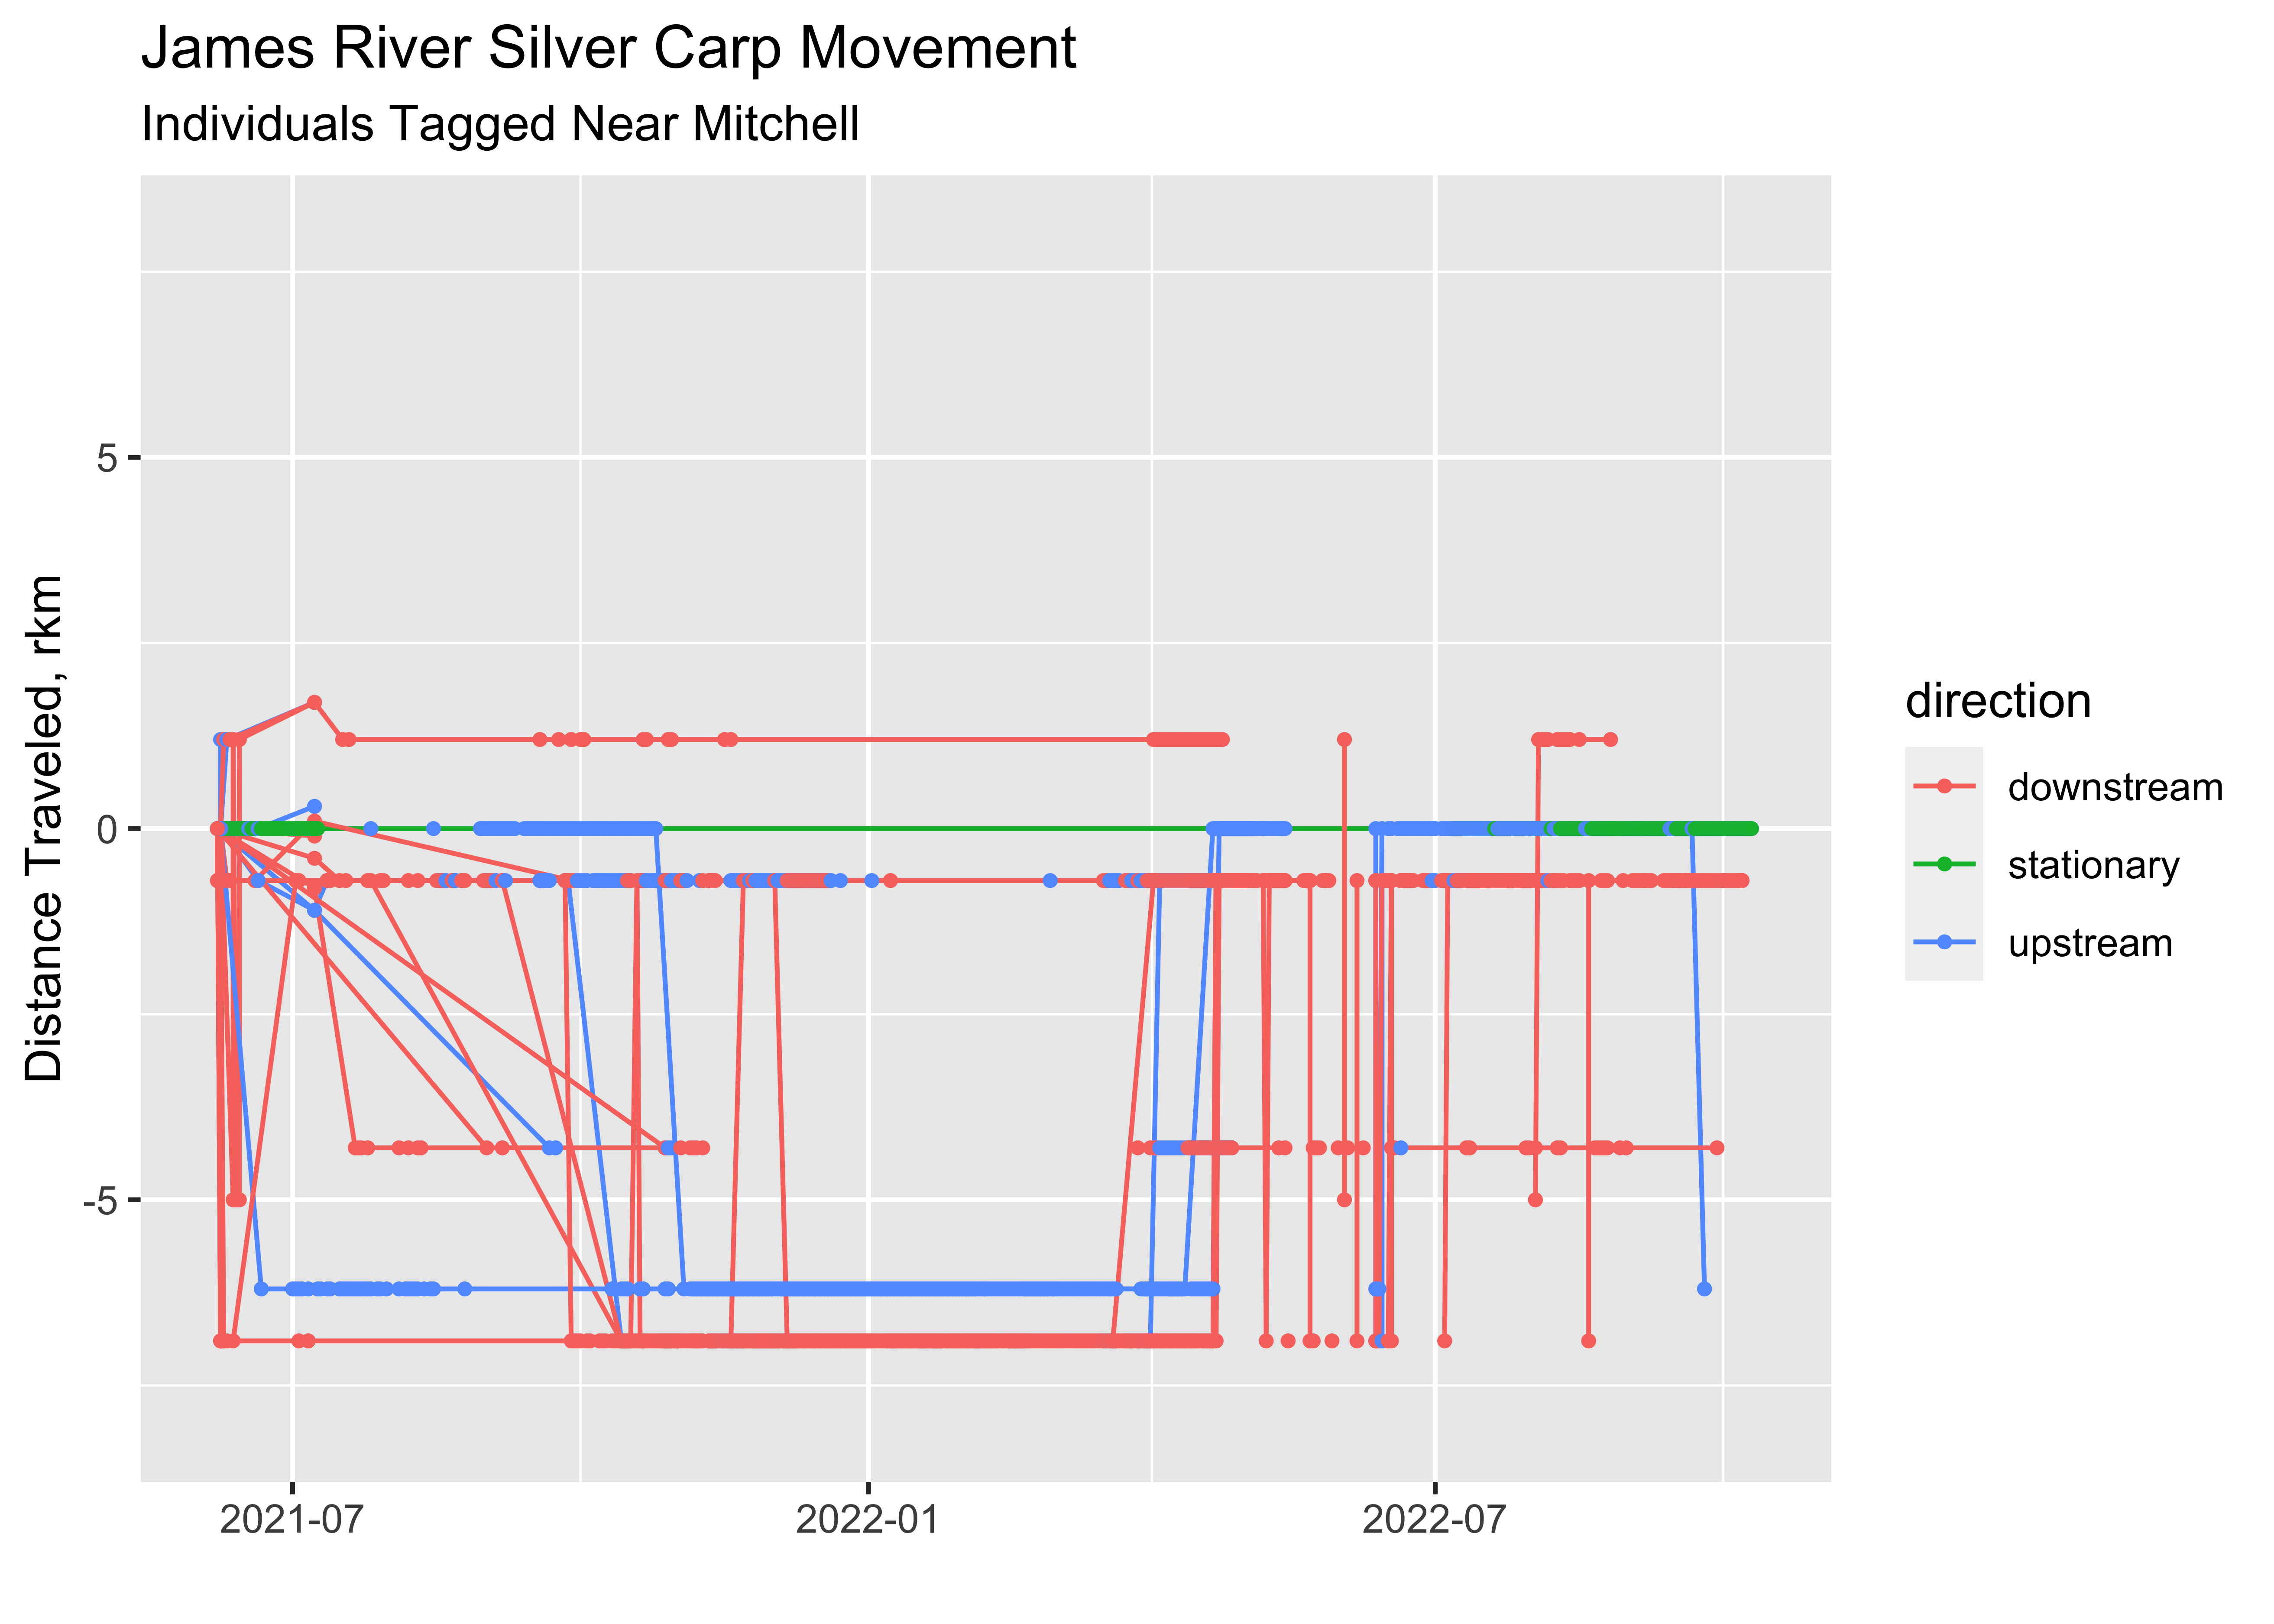 James River Silver Carp Movement
Individuals Tagged Near Mitchell
Distance Traveled, rkm
5
0
-5
2021-07
2022-01
2022-07
direction
downstream
stationary
upstream